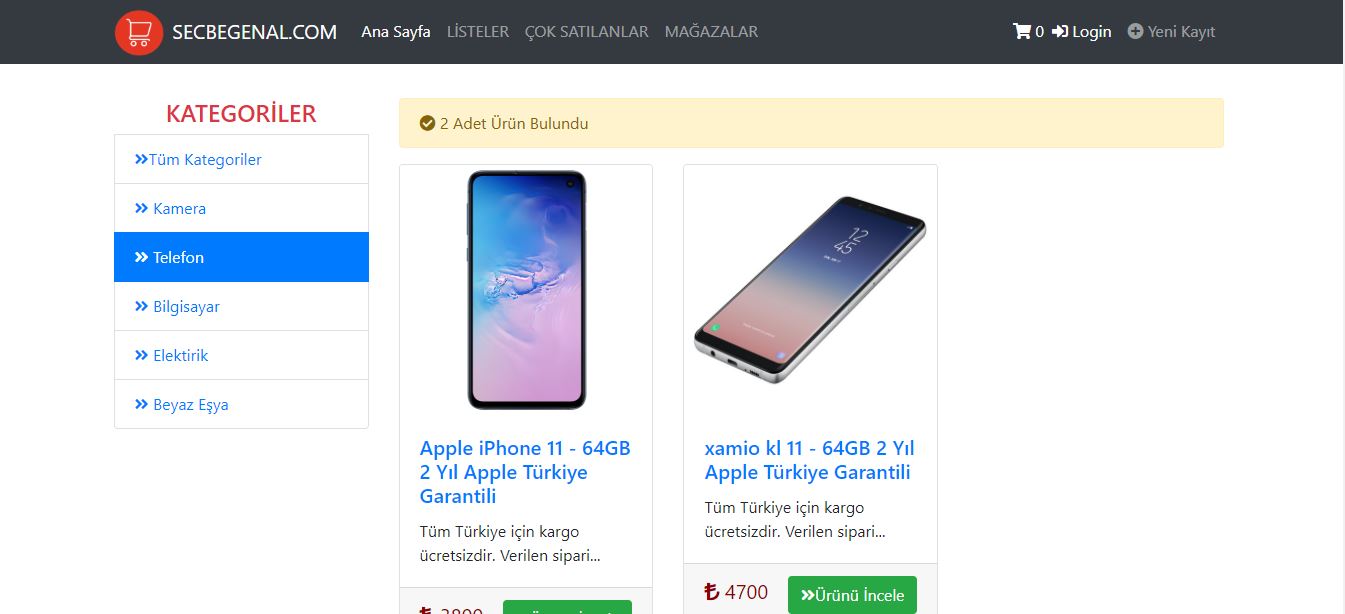 SECBEGENAL.COM Ana Sayfa LİSTELER ÇOK SATILANLAR MAĞAZALAR 0 Login Yeni Kayıt
KATEGORİLER
Tüm Kategoriler
Kamera
Telefon
Bilgisayar
Elektirik
Beyaz Eşya
2 Adet Ürün Bulundu
Apple iPhone 11 - 64GB
2 Yıl Apple Türkiye
Garantili
Tüm Türkiye için kargo
ücretsizdir. Verilen sipari...
₺ 3800
12
45
xamio kl 11 - 64GB 2 Yıl
Apple Türkiye Garantili
Tüm Türkiye için kargo
ücretsizdir. Verilen sipari...
₺ 4700 Ürünü İncele